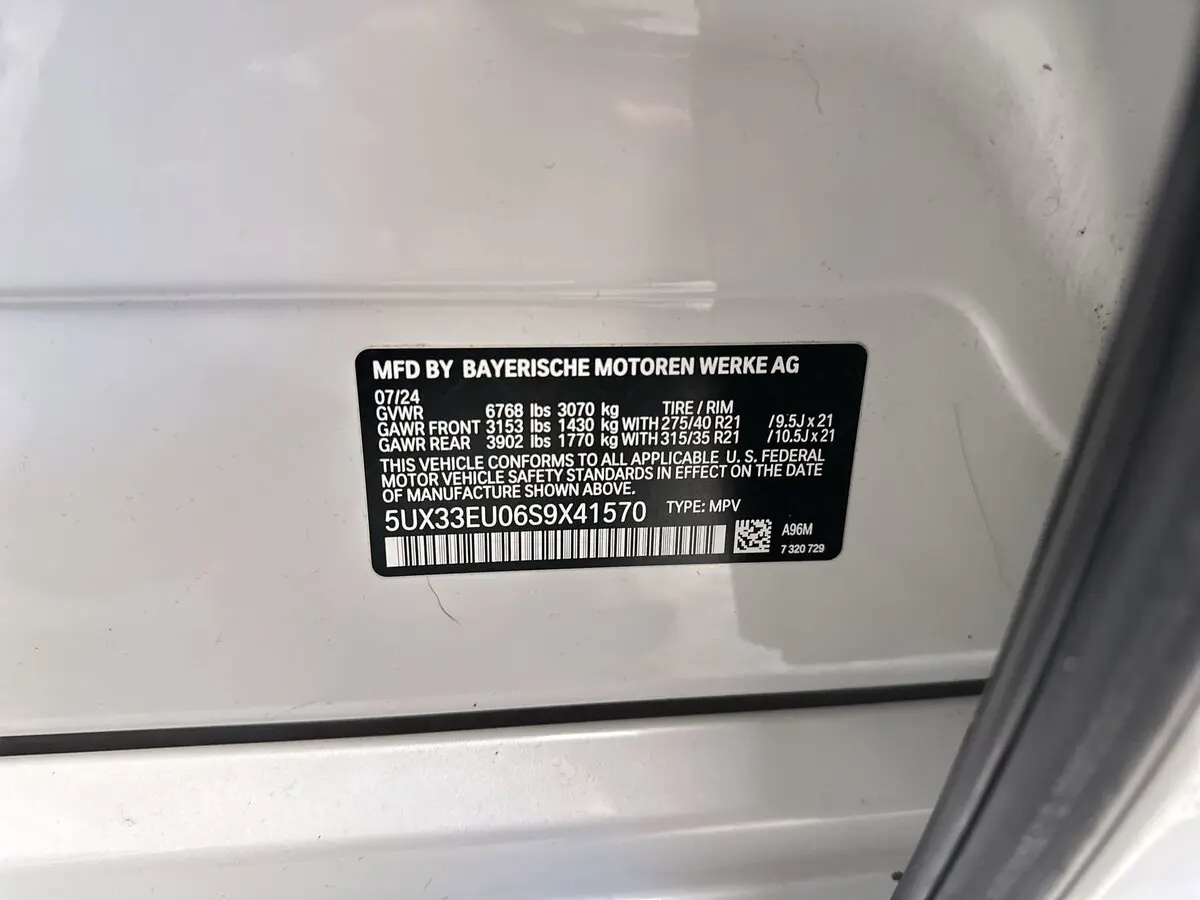 MFD BY BAYERISCHE MOTOREN WERKE AG
07/24
GVWR 6768 lbs 3070 kg TIRE / RIM
GAWR FRONT 3153 lbs 1430 kg WITH 275/40 R21 / 9.5J x 21
GAWR REAR 3902 lbs 1770 kg WITH 315/35 R21 / 10.5J x 21
THIS VEHICLE CONFORMS TO ALL APPLICABLE U. S. FEDERAL
MOTOR VEHICLE SAFETY STANDARDS IN EFFECT ON THE DATE
OF MANUFACTURE SHOWN ABOVE.
5UX33EU06S9X41570 TYPE: MPV
A96M
7 320 729